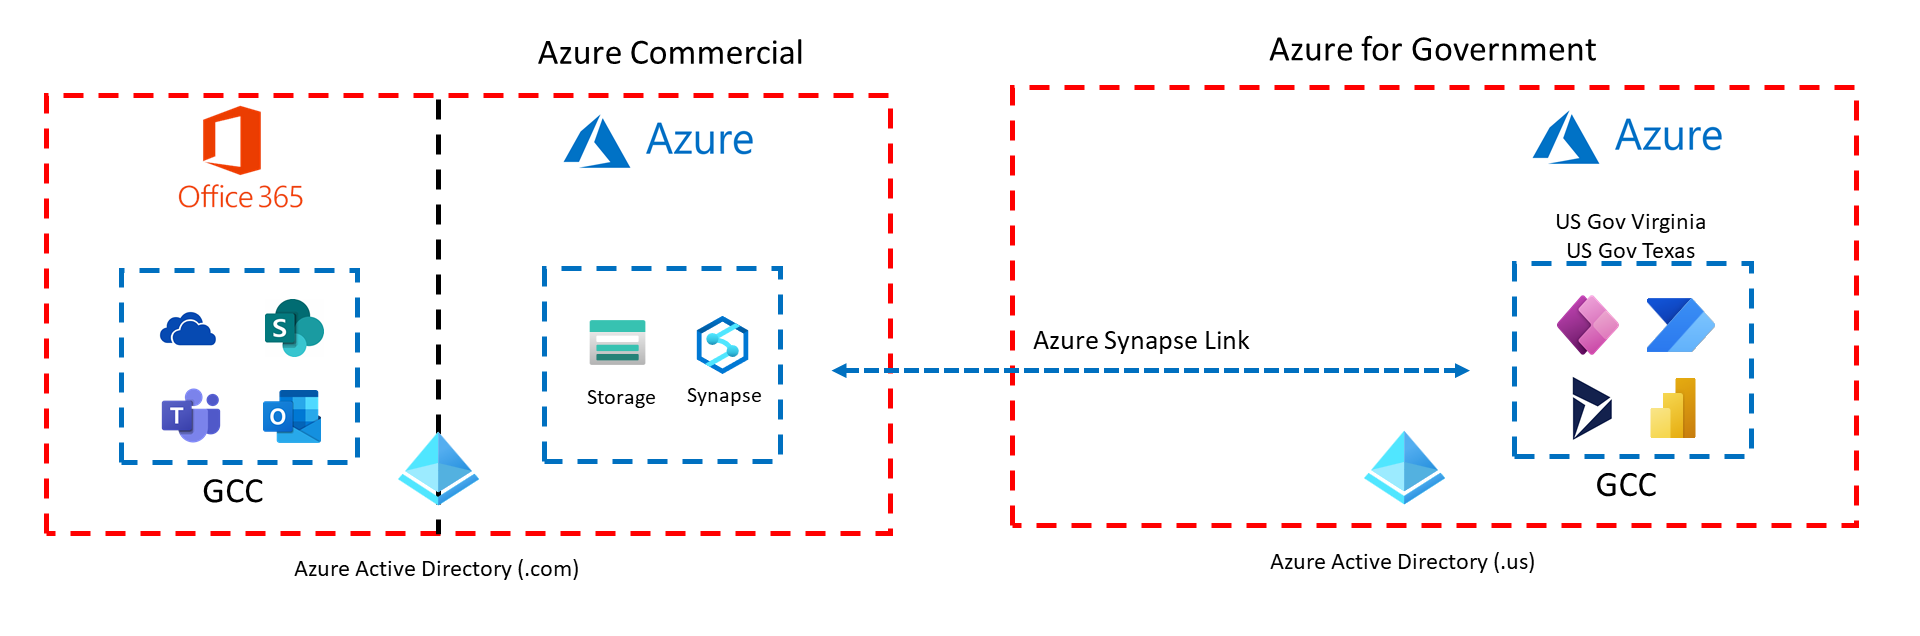 Azure Commercial
Azure for Government
Office 365
Azure
Azure
US Gov Virginia
US Gov Texas
S
T
O
GCC
Storage
Synapse
Azure Synapse Link
GCC
Azure Active Directory (.com)
Azure Active Directory (.us)